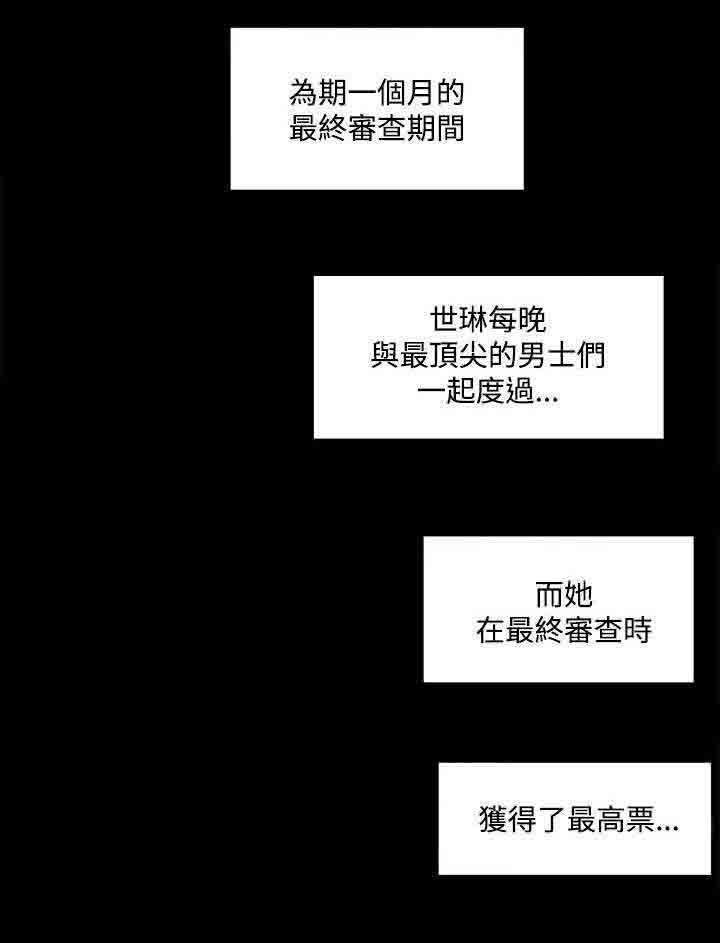 為期一個月的
最終審查期間
世琳每晚
與最頂尖的男士們
一起度過...
而她
在最終審查時
獲得了最高票...